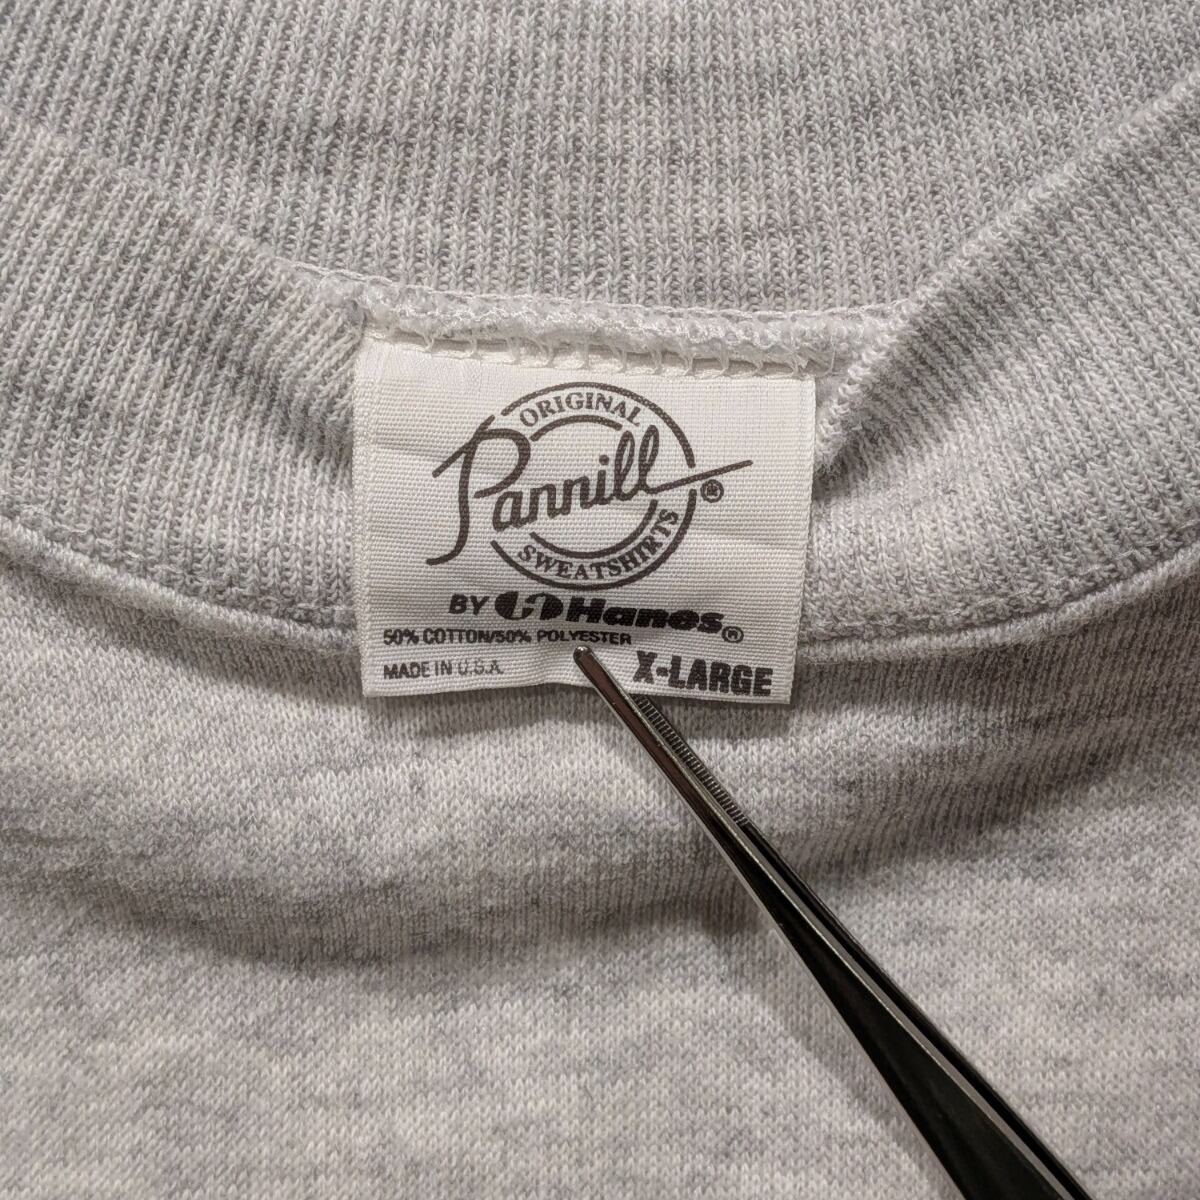 ORIGINAL
Pannill ®
SWEATSHIRTS
BY Hanes®
50% COTTON/50% POLYESTER
MADE IN U.S.A.
X-LARGE